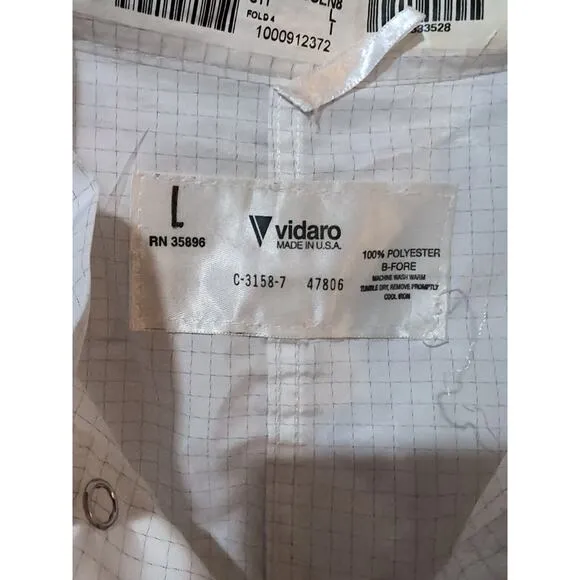 FOLD 4
L
1000912372
L
RN 35896
vidaro
MADE IN U.S.A.
C-3158-7 47806
100% POLYESTER
B-FORE
MACHINE WASH WARM
TUMBLE DRY, REMOVE PROMPTLY
COOL IRON